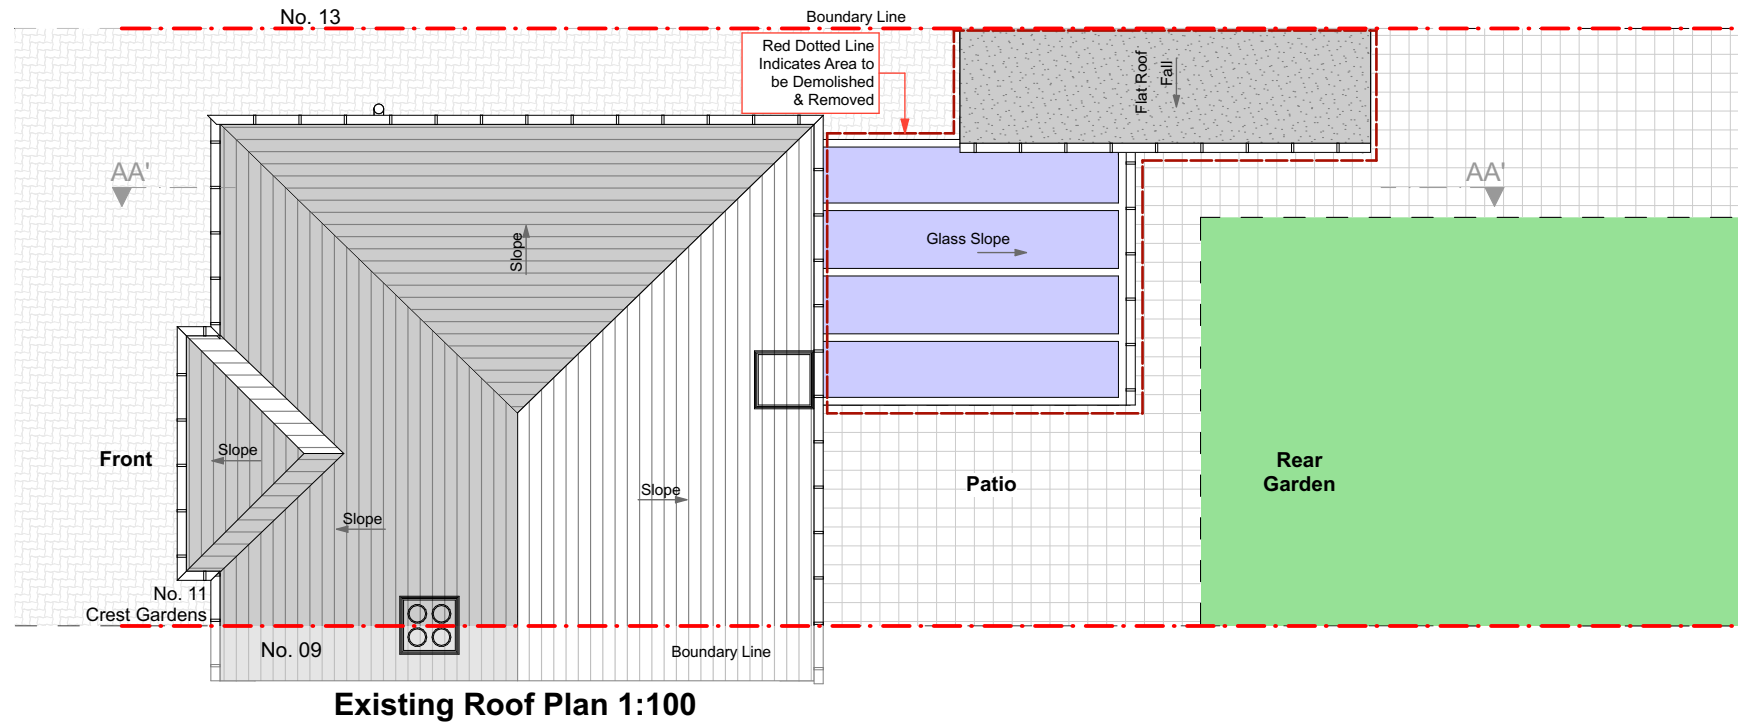 No. 13
Boundary Line
Red Dotted Line
Indicates Area to
be Demolished
& Removed
Flat Roof
Fall
AA'
AA'
Slope
Glass Slope
Slope
Front
Slope
Slope
Patio
Rear
Garden
No. 11
Crest Gardens
No. 09
Boundary Line
Existing Roof Plan 1:100